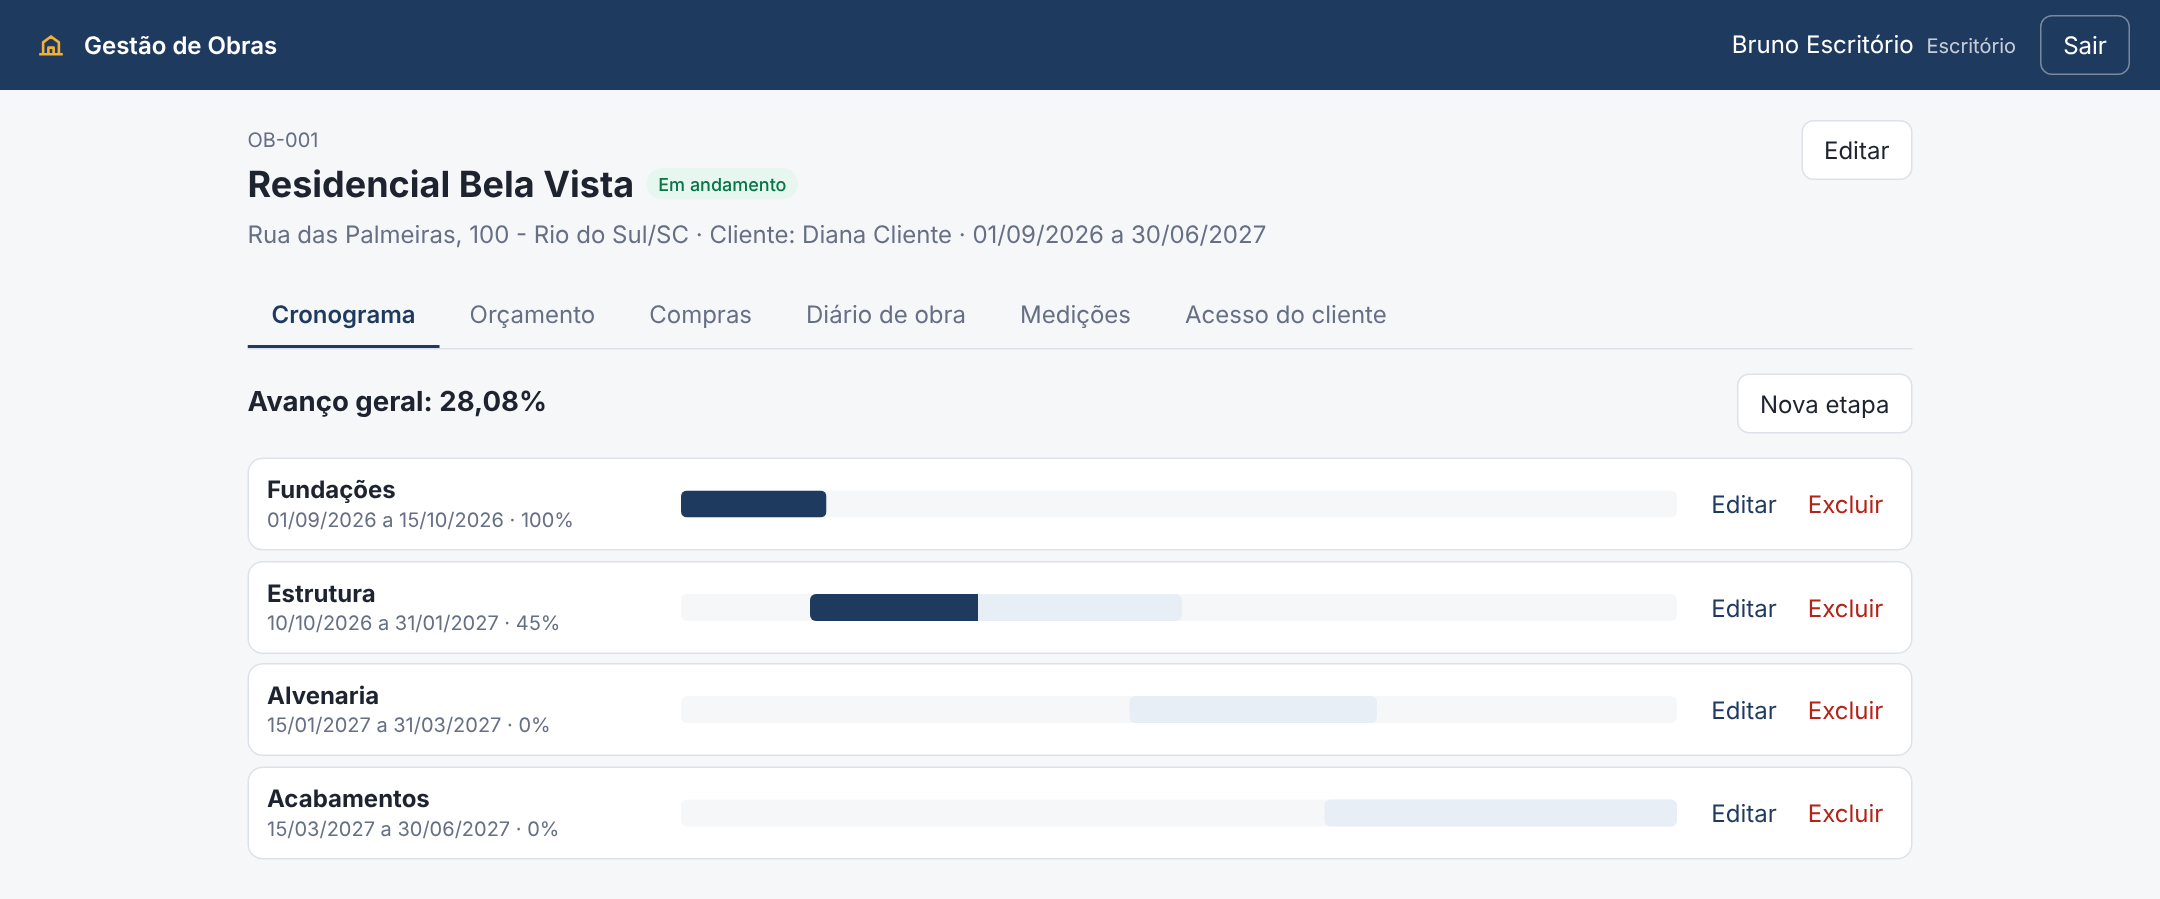 Gestão de Obras
Bruno Escritório Escritório Sair
OB-001
Editar
Residencial Bela Vista Em andamento
Rua das Palmeiras, 100 - Rio do Sul/SC · Cliente: Diana Cliente · 01/09/2026 a 30/06/2027
Cronograma Orçamento Compras Diário de obra Medições Acesso do cliente
Avanço geral: 28,08%
Nova etapa
Fundações
01/09/2026 a 15/10/2026 · 100%
Editar Excluir
Estrutura
10/10/2026 a 31/01/2027 · 45%
Editar Excluir
Alvenaria
15/01/2027 a 31/03/2027 · 0%
Editar Excluir
Acabamentos
15/03/2027 a 30/06/2027 · 0%
Editar Excluir